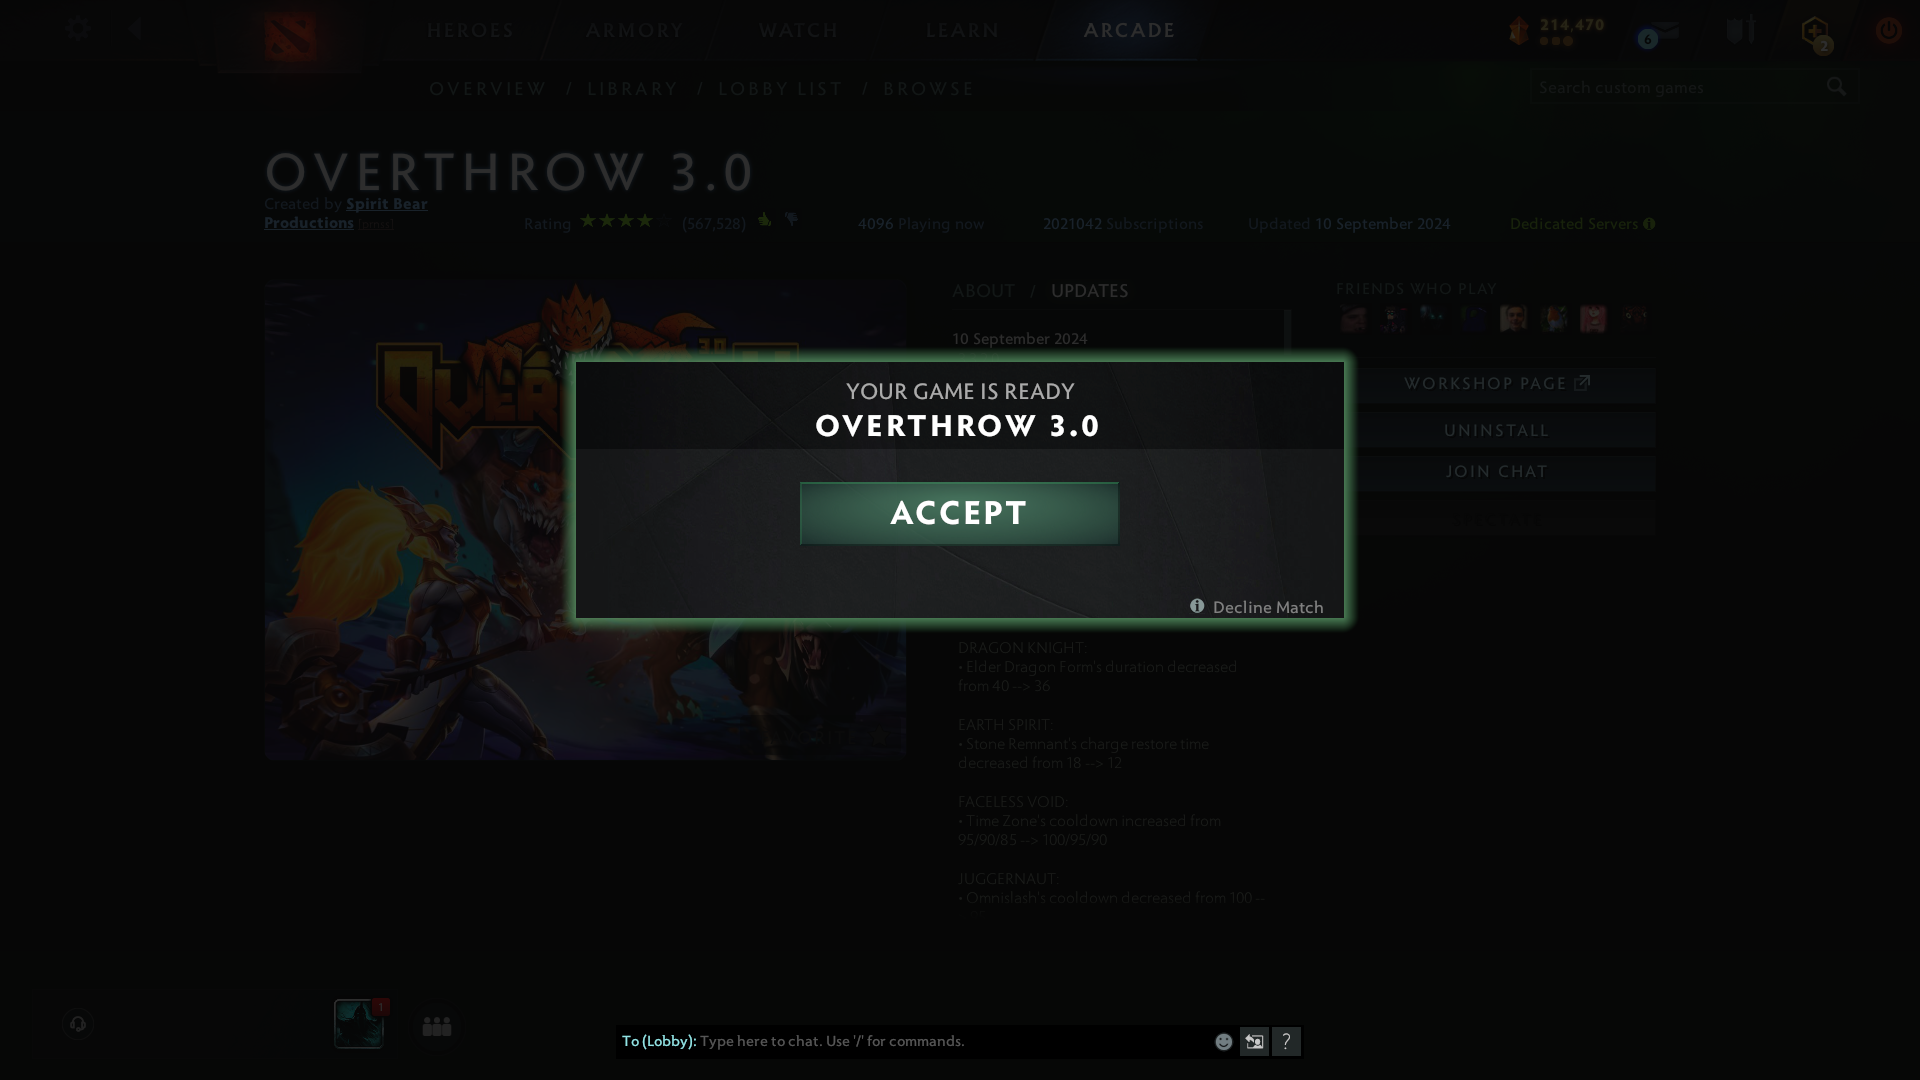 HEROES
ARMORY
WATCH
LEARN
ARCADE
214,470
6
2
OVERVIEW / LIBRARY / LOBBY LIST / BROWSE
Search custom games
OVERTHROW 3.0
Created by Spirit Bear
Productions
Rating
(567,528)
4096 Playing now
2021042 Subscriptions
Updated 10 September 2024
Dedicated Servers
ABOUT / UPDATES
FRIENDS WHO PLAY
10 September 2024
3.0
YOUR GAME IS READY
OVERTHROW 3.0
ACCEPT
Decline Match
WORKSHOP PAGE
UNINSTALL
JOIN CHAT
DRAGON KNIGHT:
• Elder Dragon Form's duration decreased
from 40 --> 36
EARTH SPIRIT:
• Stone Remnant's charge restore time
decreased from 18 --> 12
FACELESS VOID:
• Time Zone's cooldown increased from
95/90/85 --> 100/95/90
JUGGERNAUT:
• Omnislash's cooldown decreased from 100 --
1
To (Lobby): Type here to chat. Use '/' for commands.
?